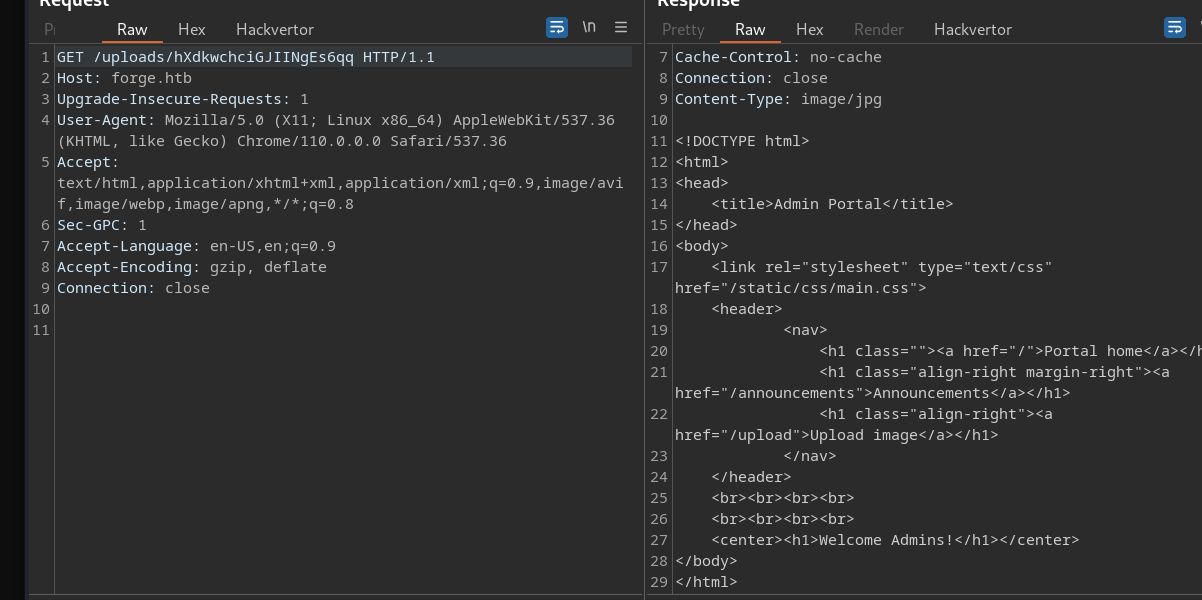 Request
Raw Hex Hackvertor \n
1 GET /uploads/hXdkwchciGJIINgEs6qq HTTP/1.1
2 Host: forge.htb
3 Upgrade-Insecure-Requests: 1
4 User-Agent: Mozilla/5.0 (X11; Linux x86_64) AppleWebKit/537.36
(KHTML, like Gecko) Chrome/110.0.0.0 Safari/537.36
5 Accept:
text/html,application/xhtml+xml,application/xml;q=0.9,image/avi
f,image/webp,image/apng,*/*;q=0.8
6 Sec-GPC: 1
7 Accept-Language: en-US,en;q=0.9
8 Accept-Encoding: gzip, deflate
9 Connection: close
10
11
Response
Pretty Raw Hex Render Hackvertor
7 Cache-Control: no-cache
8 Connection: close
9 Content-Type: image/jpg
10
11 <!DOCTYPE html>
12 <html>
13 <head>
14 <title>Admin Portal</title>
15 </head>
16 <body>
17 <link rel="stylesheet" type="text/css"
href="/static/css/main.css">
18 <header>
19 <nav>
20 <h1 class=""><a href="/">Portal home</a></h
21 <h1 class="align-right margin-right"><a
href="/announcements">Announcements</a></h1>
22 <h1 class="align-right"><a
href="/upload">Upload image</a></h1>
23 </nav>
24 </header>
25 <br><br><br><br>
26 <br><br><br><br>
27 <center><h1>Welcome Admins!</h1></center>
28 </body>
29 </html>